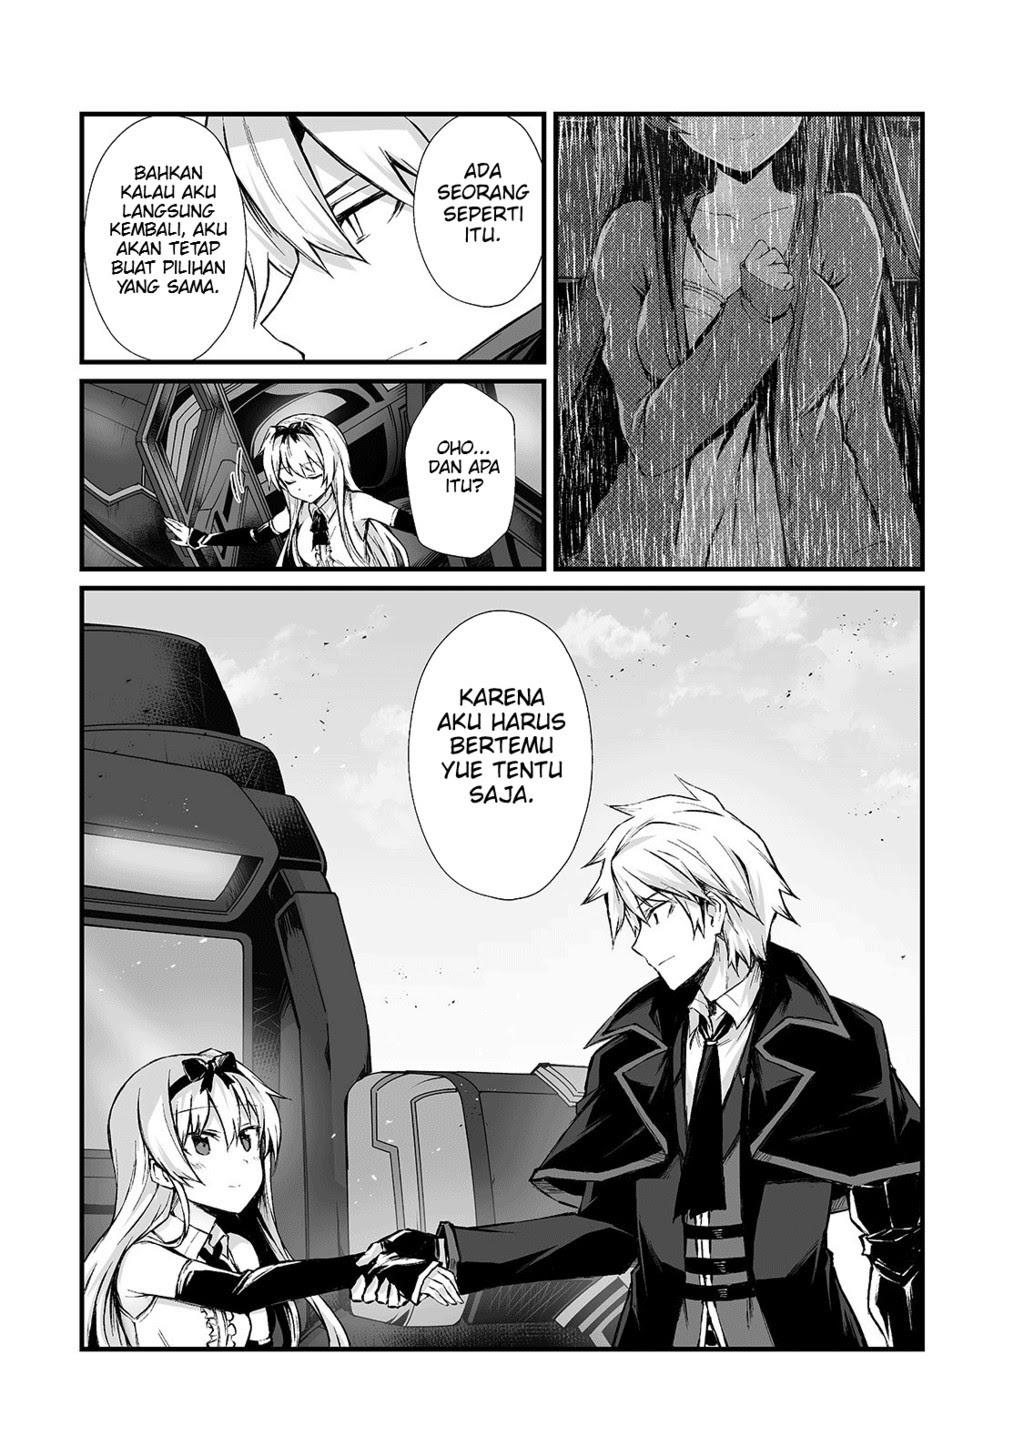 ADA
SEORANG
SEPERTI
ITU.
BAHKAN
KALAU AKU
LANGSUNG
KEMBALI, AKU
AKAN TETAP
BUAT PILIHAN
YANG SAMA.
OHO...
DAN APA
ITU?
KARENA
AKU HARUS
BERTEMU
YUE TENTU
SAJA.